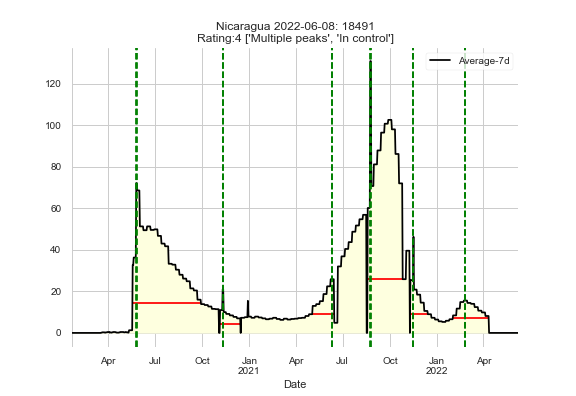 Nicaragua 2022-06-08: 18491
Rating:4 ['Multiple peaks', 'In control']
Average-7d
120
100
80
60
40
20
0
Apr Jul Oct Jan Apr Jul Oct Jan Apr
2021 2022
Date